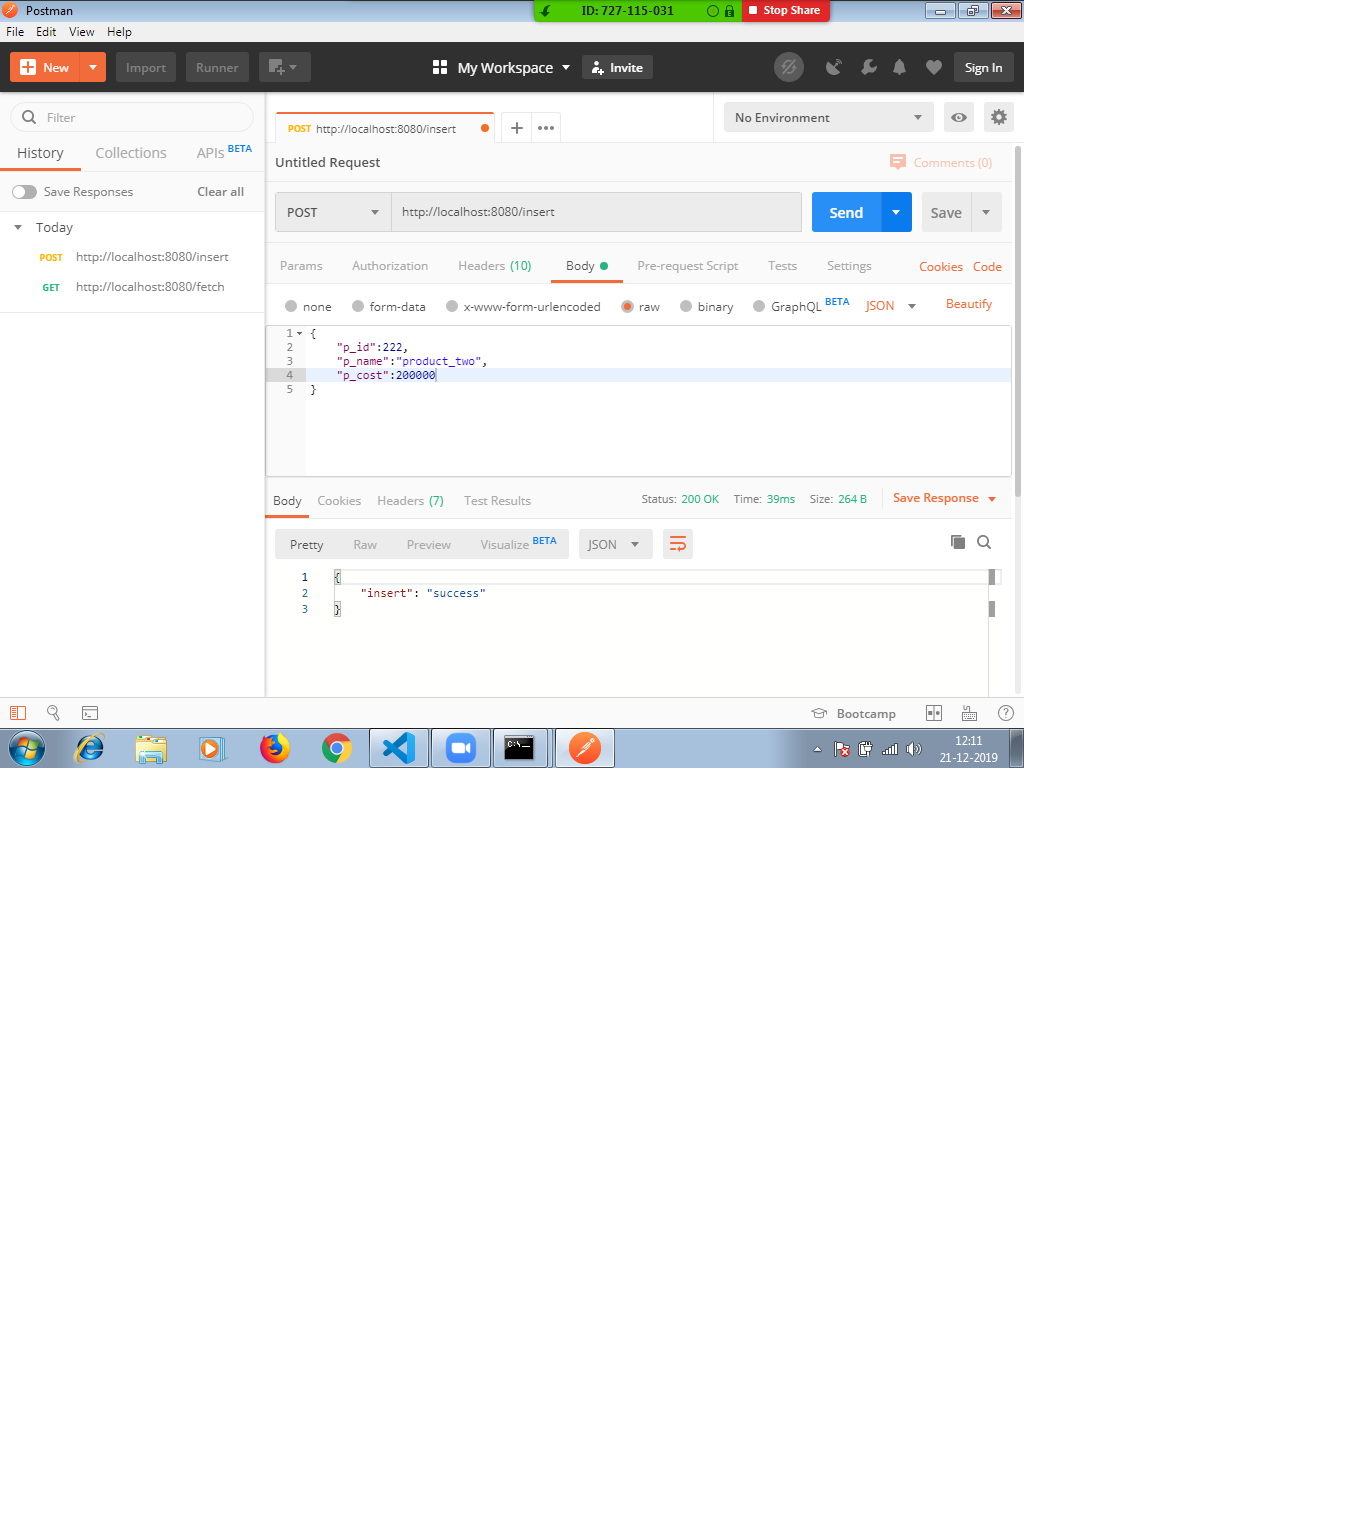 Postman
ID: 727-115-031
Stop Share
File Edit View Help
New
Import
Runner
My Workspace
Invite
Sign In
Filter
History
Collections
APIs BETA
Save Responses
Clear all
Today
POST http://localhost:8080/insert
GET http://localhost:8080/fetch
POST http://localhost:8080/insert
No Environment
Untitled Request
Comments (0)
POST
http://localhost:8080/insert
Send
Save
Params Authorization Headers (10) Body Pre-request Script Tests Settings Cookies Code
none form-data x-www-form-urlencoded raw binary GraphQL BETA JSON Beautify
1 {
2 "p_id":222,
3 "p_name":"product_two",
4 "p_cost":200000
5 }
Body Cookies Headers (7) Test Results Status: 200 OK Time: 39ms Size: 264 B Save Response
Pretty Raw Preview Visualize BETA JSON
1 {
2 "insert": "success"
3 }
Bootcamp
C:\_
12:11
21-12-2019